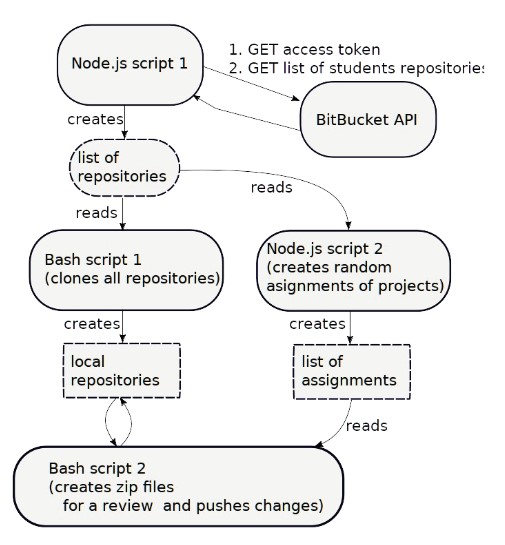 Node.js script 1
1. GET access token
2. GET list of students repositories
BitBucket API
creates
list of
repositories
reads
reads
Bash script 1
(clones all repositories)
Node.js script 2
(creates random
asignments of projects)
creates
creates
local
repositories
list of
assignments
reads
Bash script 2
(creates zip files
for a review and pushes changes)